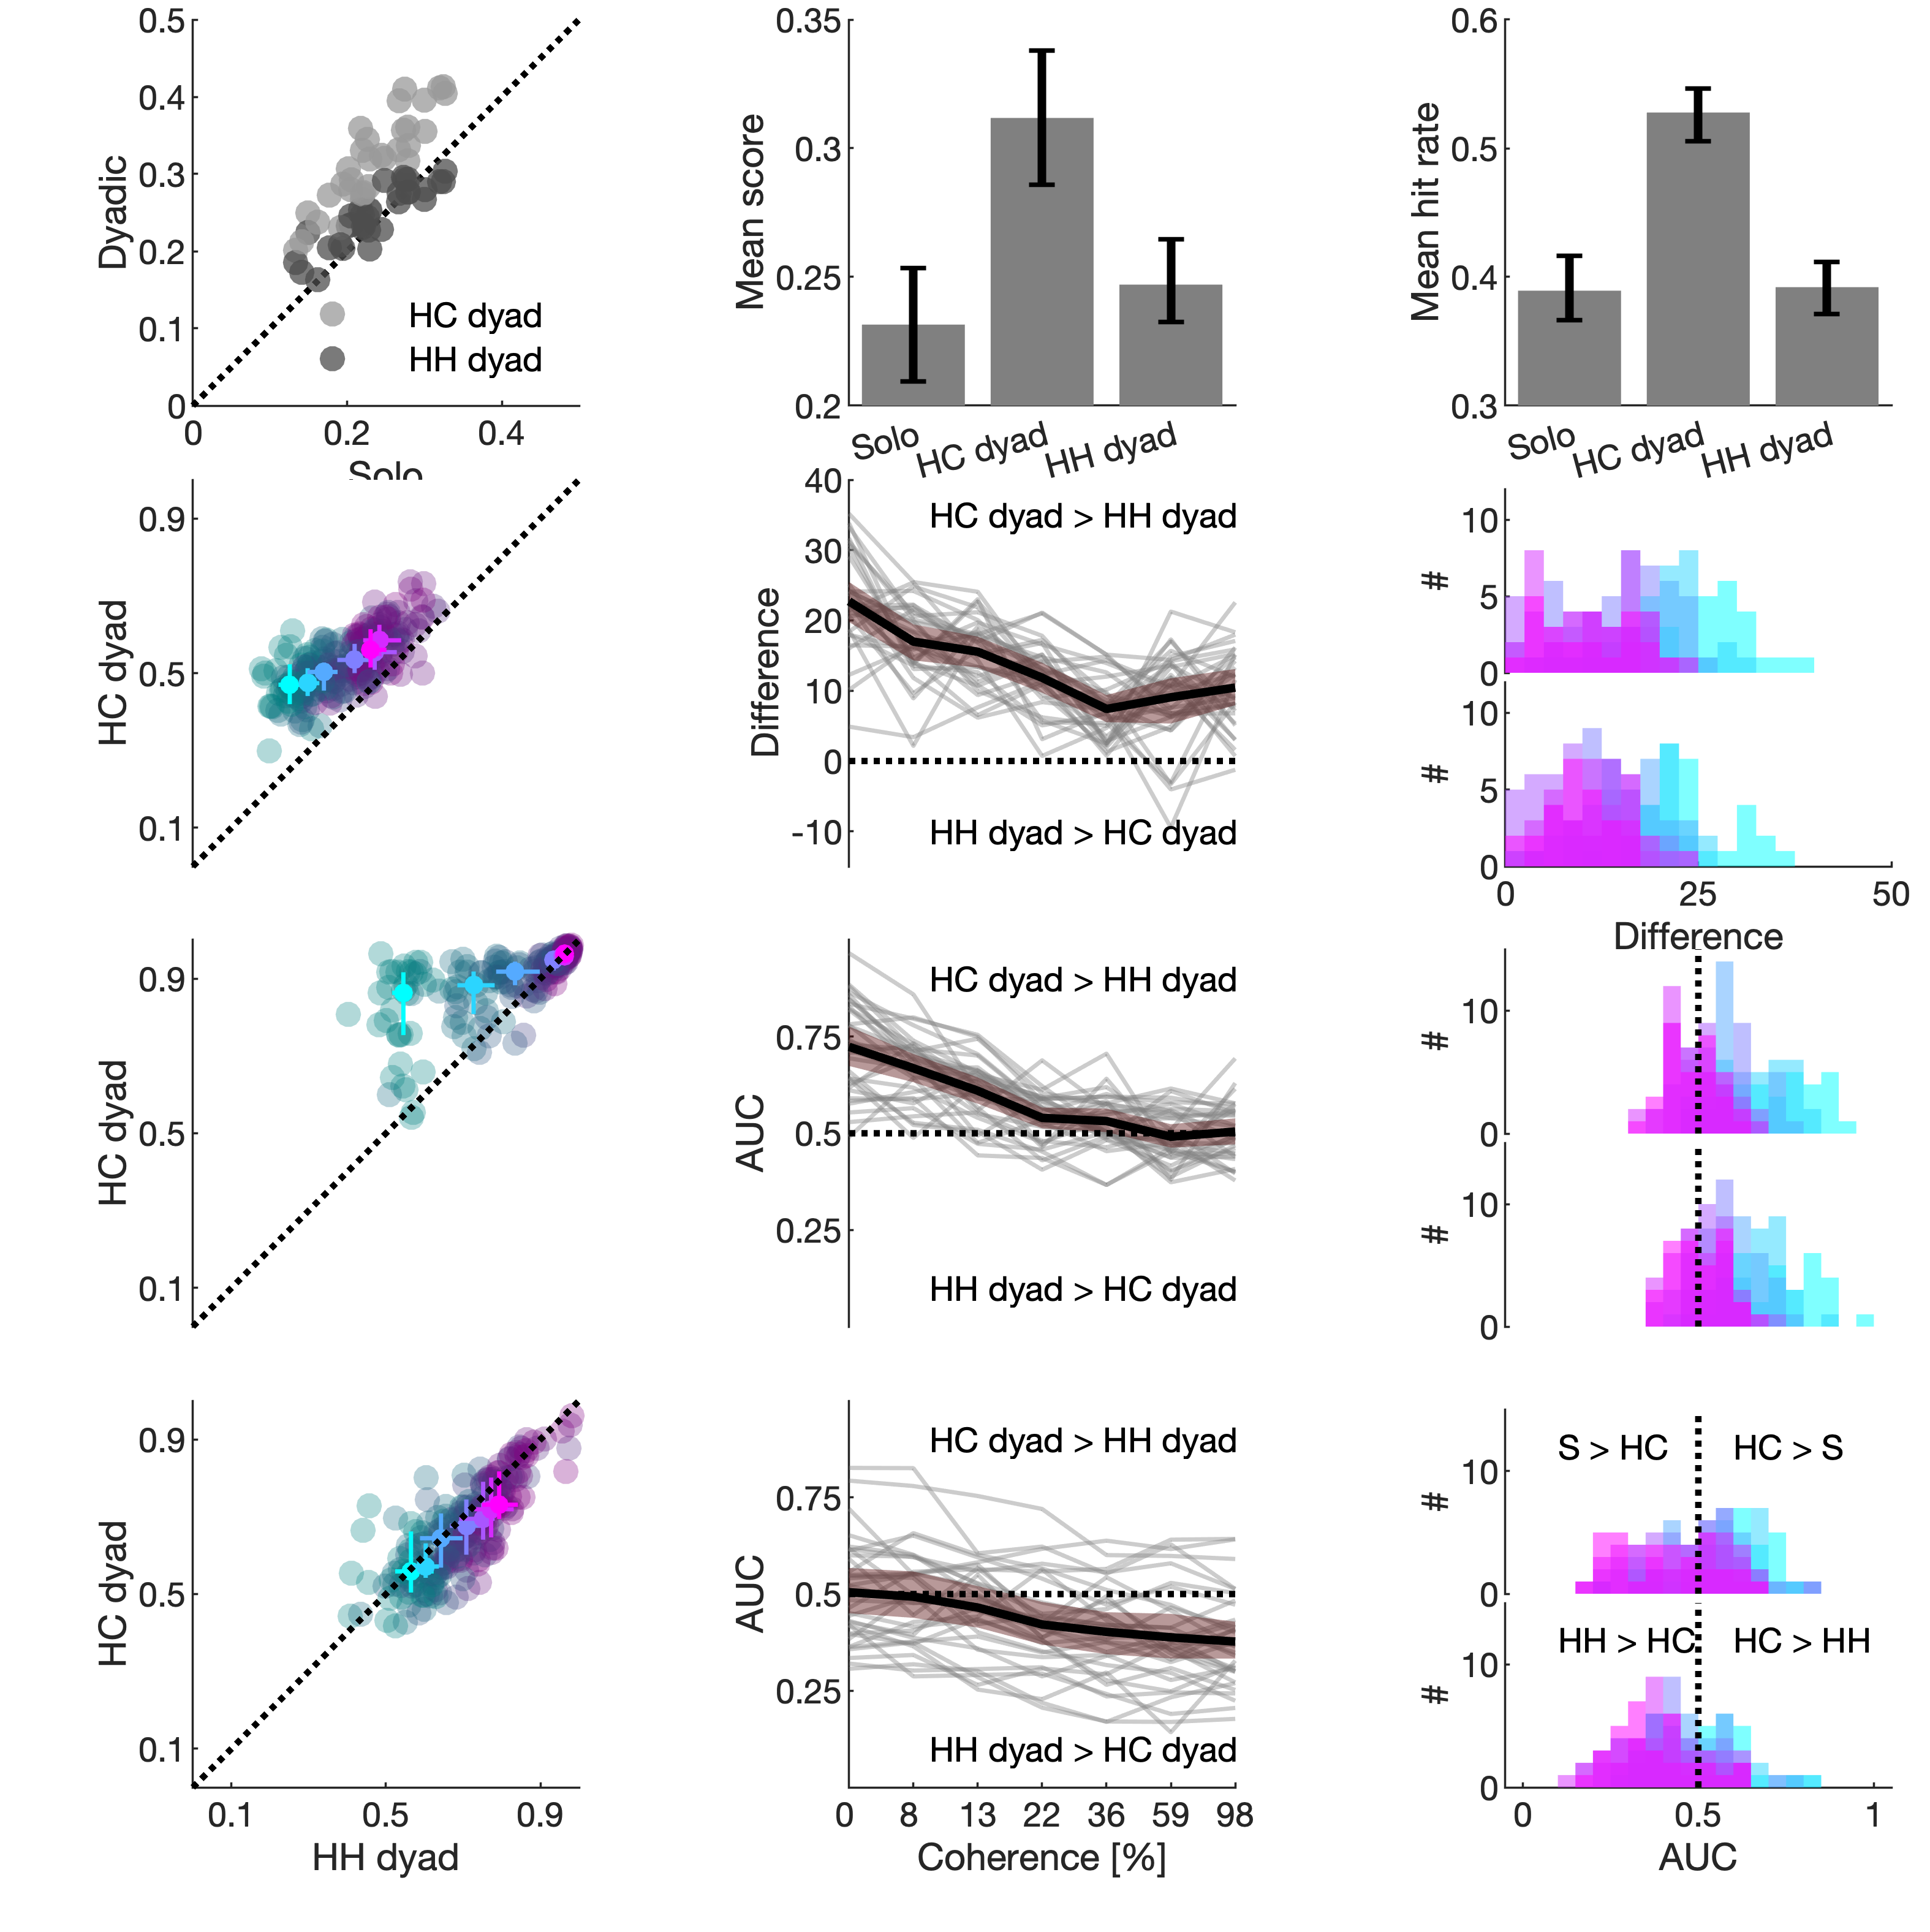 0.5
0.4
0.3
0.2
0.1
0
Dyadic
HC dyad
HH dyad
0
0.2
0.4
Solo
0.35
0.3
0.25
0.2
Mean score
Solo
HC dyad
HH dyad
0.6
0.5
0.4
0.3
Mean hit rate
Solo
HC dyad
HH dyad
0.9
0.5
0.1
HC dyad
40
30
20
10
0
-10
Difference
HC dyad > HH dyad
HH dyad > HC dyad
10
5
0
#
10
5
0
#
0
25
50
Difference
0.9
0.5
0.1
HC dyad
0.75
0.5
0.25
AUC
HC dyad > HH dyad
HH dyad > HC dyad
10
0
#
10
0
#
0.9
0.5
0.1
HC dyad
0.1
0.5
0.9
HH dyad
0.75
0.5
0.25
AUC
HC dyad > HH dyad
HH dyad > HC dyad
0
8
13
22
36
59
98
Coherence [%]
10
0
#
S > HC
HC > S
10
0
#
HH > HC
HC > HH
0
0.5
1
AUC